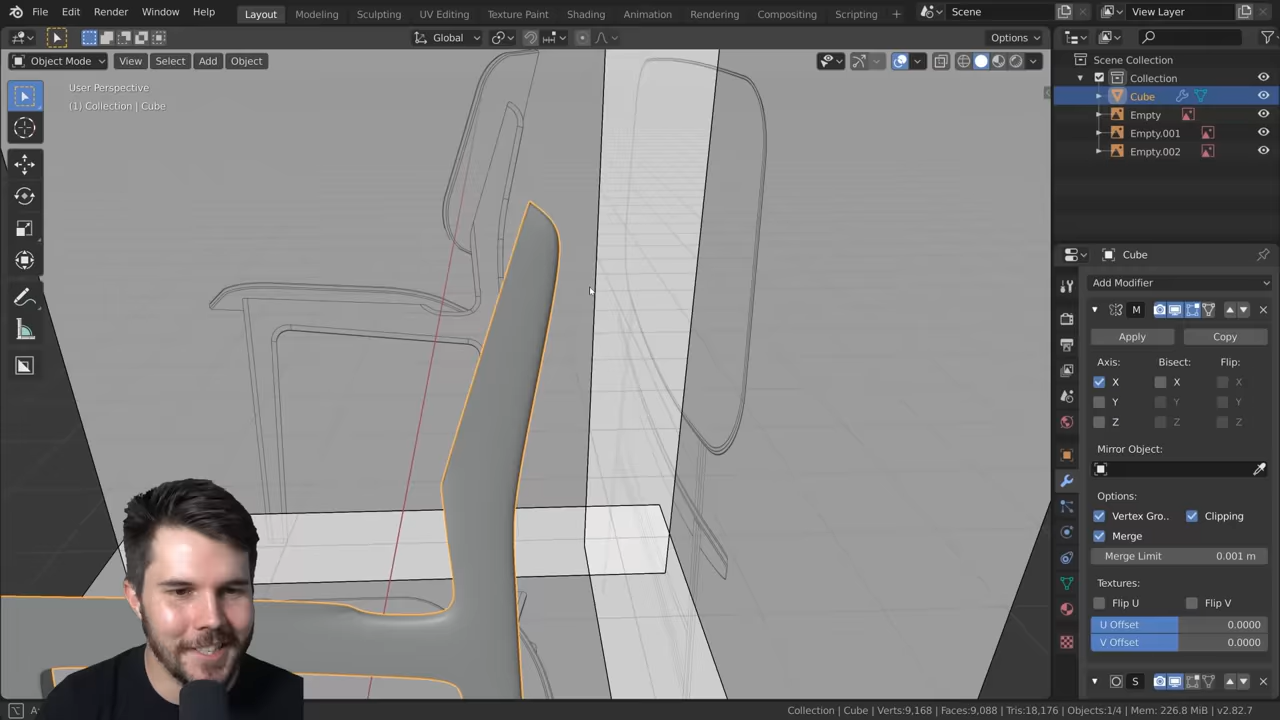 File Edit Render Window Help
Layout Modeling Sculpting UV Editing Texture Paint Shading Animation Rendering Compositing Scripting +
Scene
View Layer
Global
Options
Object Mode View Select Add Object
User Perspective
(1) Collection | Cube
Scene Collection
Collection
Cube
Empty
Empty.001
Empty.002
Cube
Add Modifier
M
Apply Copy
Axis: Bisect: Flip:
X X X
Y Y Y
Z Z Z
Mirror Object:
Options:
Vertex Gro.. Clipping
Merge
Merge Limit 0.001 m
Textures:
Flip U Flip V
U Offset 0.0000
V Offset 0.0000
S
Collection | Cube | Verts:9,168 | Faces:9,088 | Tris:18,176 | Objects:1/4 | Mem: 226.8 MiB | v2.82.7